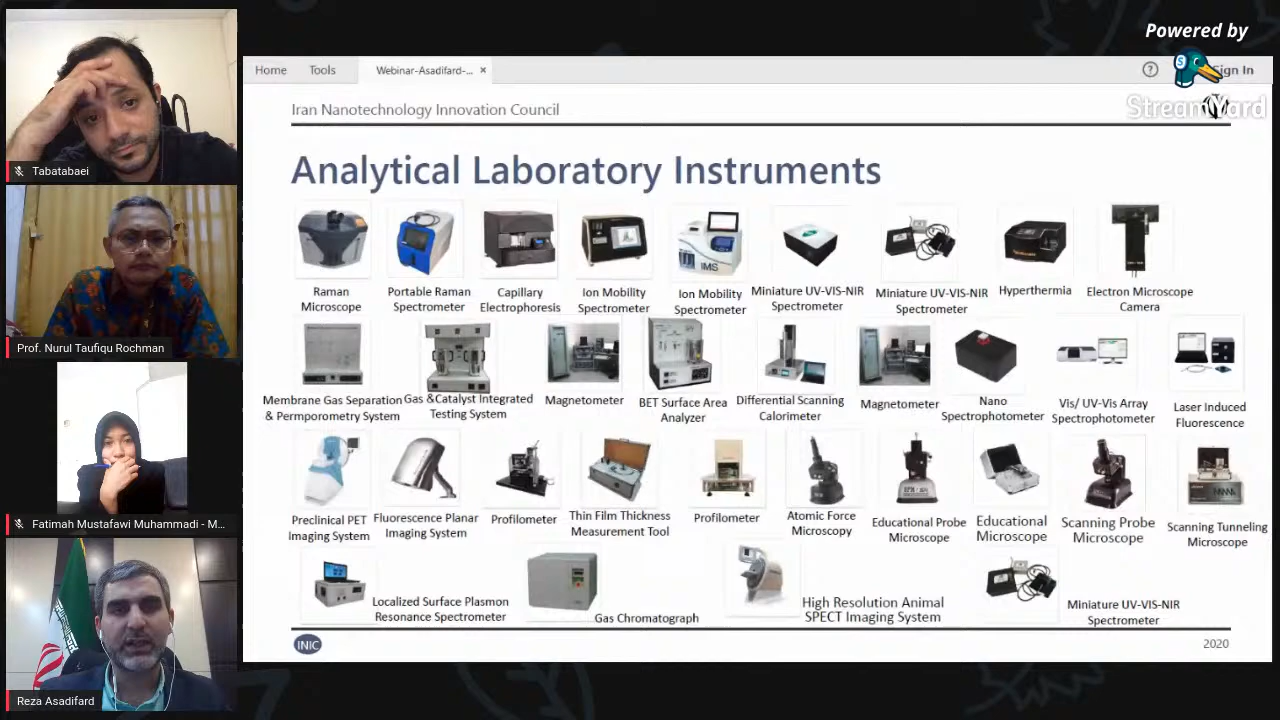 Powered by
StreamYard
Home
Tools
Webinar-Asadifard-...
Sign In
Iran Nanotechnology Innovation Council
Analytical Laboratory Instruments
Raman
Microscope
Portable Raman
Spectrometer
Capillary
Electrophoresis
Ion Mobility
Spectrometer
IMS
Ion Mobility
Spectrometer
Miniature UV-VIS-NIR
Spectrometer
Miniature UV-VIS-NIR
Spectrometer
Hyperthermia
Electron Microscope
Camera
Membrane Gas Separation
& Permporometry System
Gas &Catalyst Integrated
Testing System
Magnetometer
BET Surface Area
Analyzer
Differential Scanning
Calorimeter
Magnetometer
Nano
Spectrophotometer
Vis/ UV-Vis Array
Spectrophotometer
Laser Induced
Fluorescence
Preclinical PET
Imaging System
Fluorescence Planar
Imaging System
Profilometer
Thin Film Thickness
Measurement Tool
Profilometer
Atomic Force
Microscopy
Educational Probe
Microscope
Educational
Microscope
Scanning Probe
Microscope
Scanning Tunneling
Microscope
Localized Surface Plasmon
Resonance Spectrometer
Gas Chromatograph
High Resolution Animal
SPECT Imaging System
Miniature UV-VIS-NIR
Spectrometer
INIC
2020
Tabatabaei
Prof. Nurul Taufiqu Rochman
Fatimah Mustafawi Muhammadi - M...
Reza Asadifard